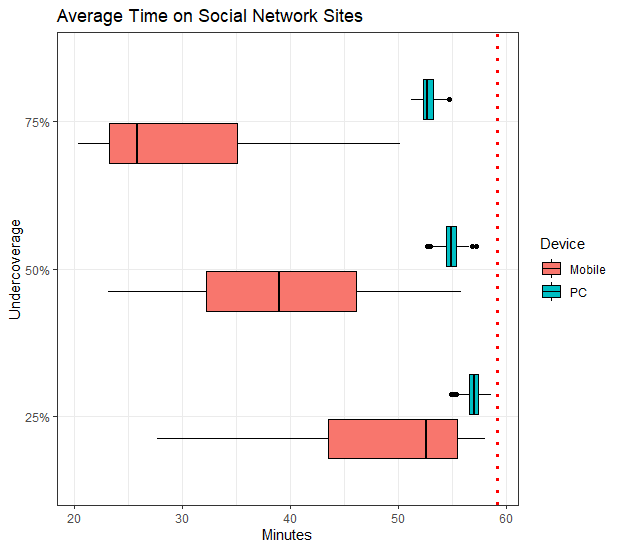 Average Time on Social Network Sites
75%
50%
25%
Undercoverage
20 30 40 50 60
Minutes
Device
Mobile
PC